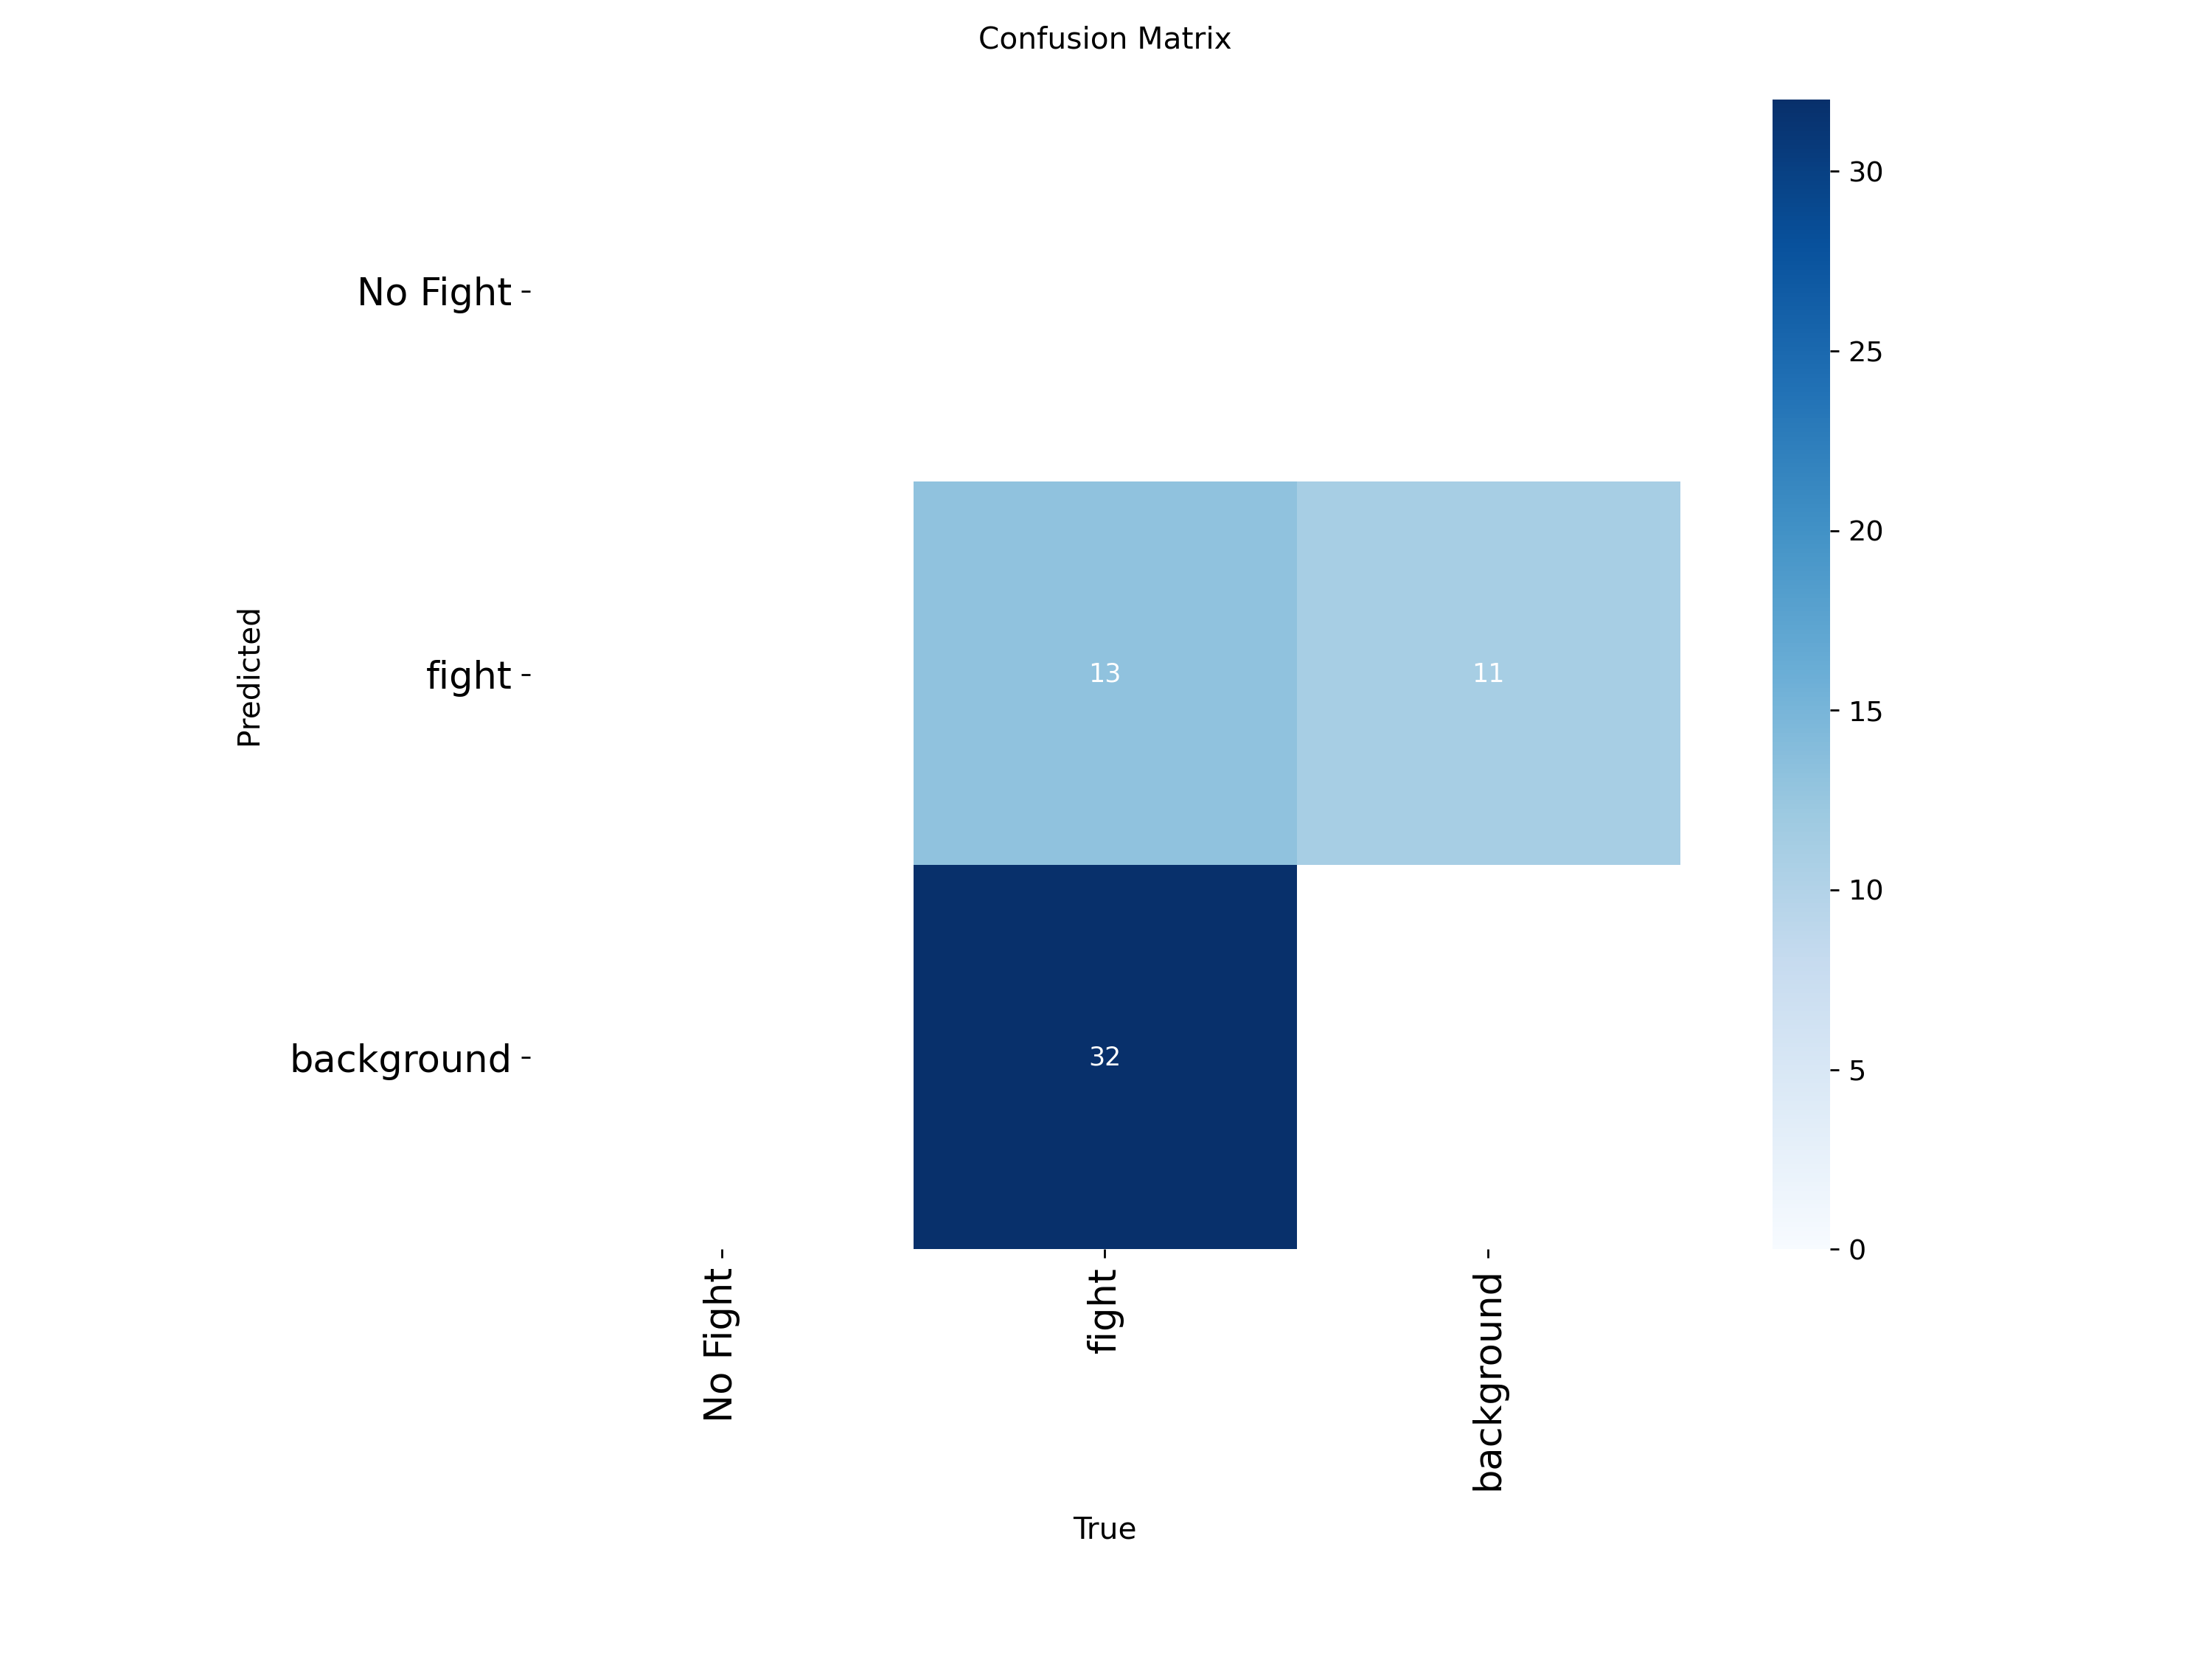 Confusion Matrix
No Fight
fight
background
Predicted
13
11
32
No Fight
fight
background
True
30
25
20
15
10
5
0